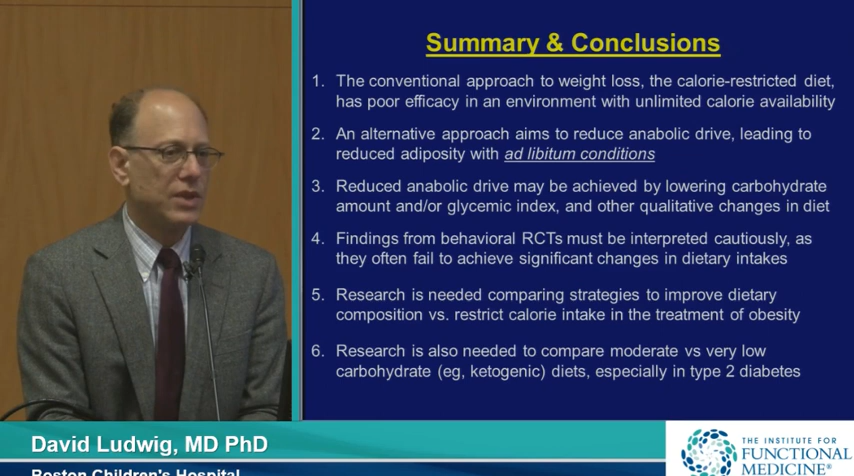 Summary & Conclusions
1. The conventional approach to weight loss, the calorie-restricted diet,
has poor efficacy in an environment with unlimited calorie availability
2. An alternative approach aims to reduce anabolic drive, leading to
reduced adiposity with ad libitum conditions
3. Reduced anabolic drive may be achieved by lowering carbohydrate
amount and/or glycemic index, and other qualitative changes in diet
4. Findings from behavioral RCTs must be interpreted cautiously, as
they often fail to achieve significant changes in dietary intakes
5. Research is needed comparing strategies to improve dietary
composition vs. restrict calorie intake in the treatment of obesity
6. Research is also needed to compare moderate vs very low
carbohydrate (eg, ketogenic) diets, especially in type 2 diabetes
David Ludwig, MD PhD
Boston Children's Hospital
THE INSTITUTE FOR
FUNCTIONAL
MEDICINE®